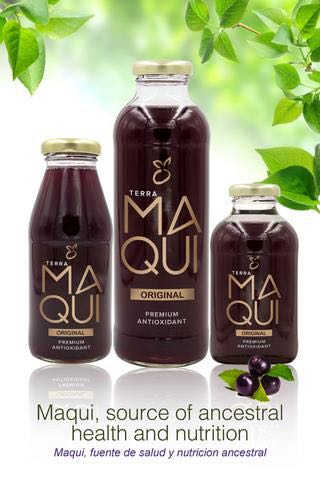 TERRA
MA
QUI
ORIGINAL
PREMIUM
ANTIOXIDANT
TERRA
MA
QUI
ORIGINAL
PREMIUM
ANTIOXIDANT
TERRA
MA
QUI
ORIGINAL
PREMIUM
ANTIOXIDANT
Maqui, source of ancestral
health and nutrition
Maqui, fuente de salud y nutricion ancestral